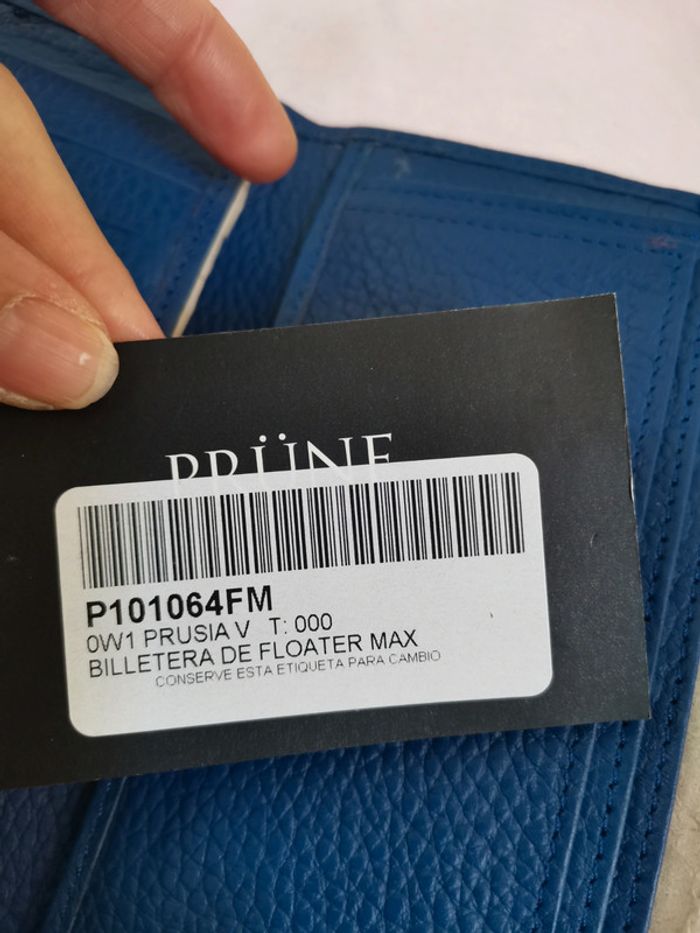 PRÜNE
P101064FM
0W1 PRUSIA V T: 000
BILLETERA DE FLOATER MAX
CONSERVE ESTA ETIQUETA PARA CAMBIO